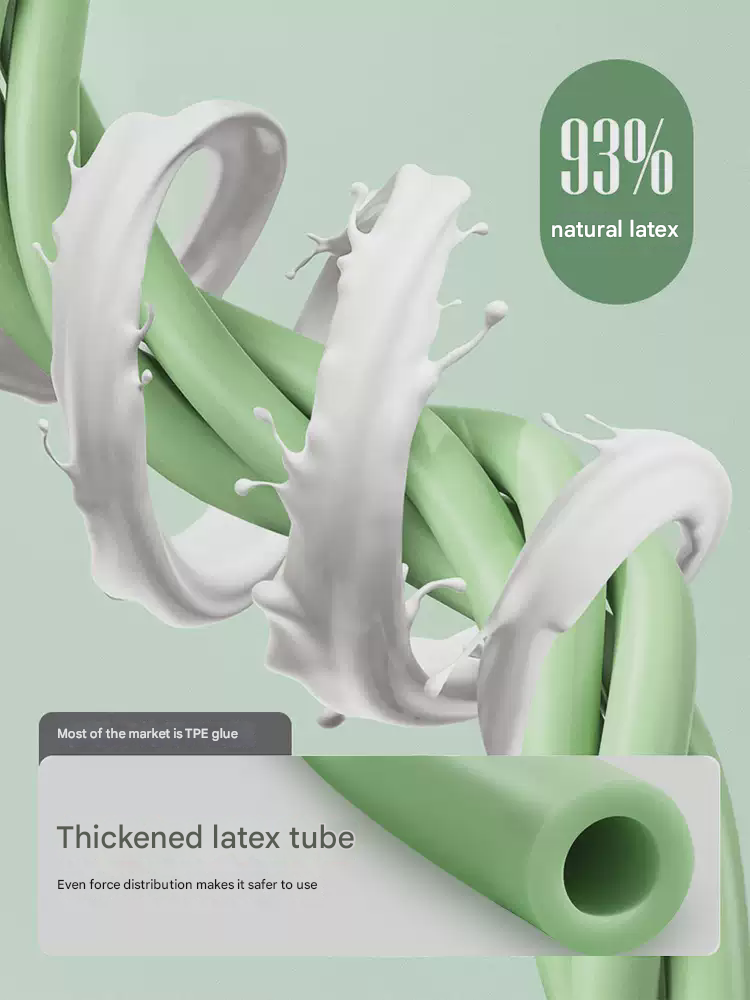 93%
natural latex
Most of the market is TPE glue
Thickened latex tube
Even force distribution makes it safer to use